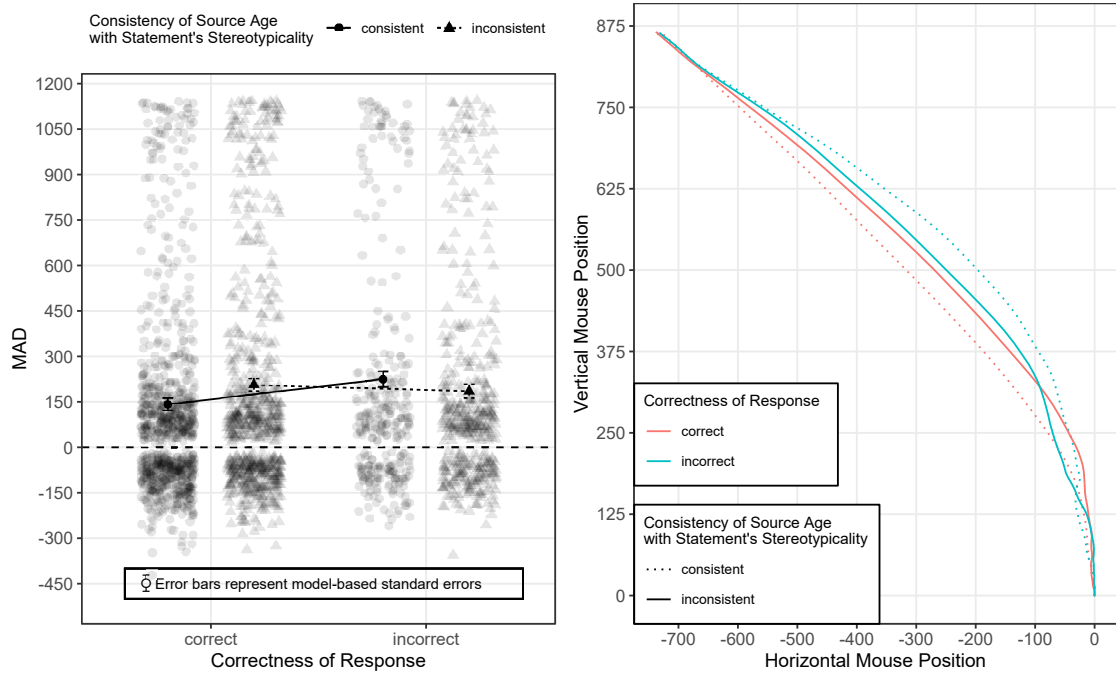 Consistency of Source Age
with Statement's Stereotypicality
consistent
inconsistent
1200
1050
900
750
600
450
300
150
0
-150
-300
-450
MAD
Error bars represent model-based standard errors
correct
incorrect
Correctness of Response
875
750
625
500
375
250
125
0
Vertical Mouse Position
Correctness of Response
correct
incorrect
Consistency of Source Age
with Statement's Stereotypicality
consistent
inconsistent
-700 -600 -500 -400 -300 -200 -100 0
Horizontal Mouse Position